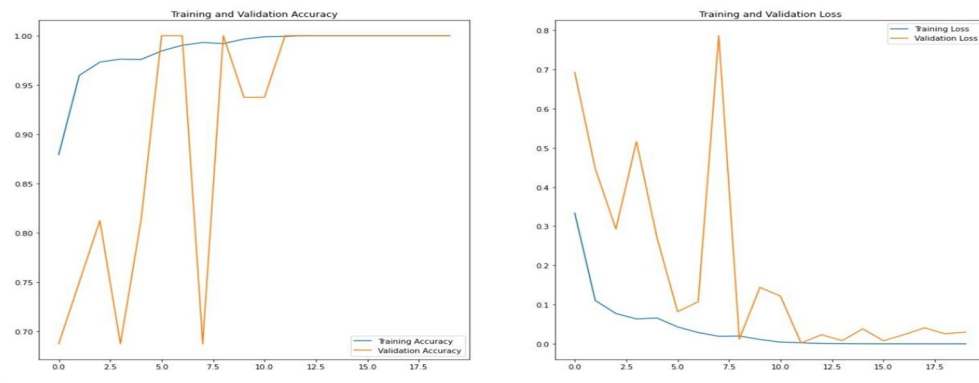 Training and Validation Accuracy
1.00
0.95
0.90
0.85
0.80
0.75
0.70
Training Accuracy
Validation Accuracy
0.0 2.5 5.0 7.5 10.0 12.5 15.0 17.5
Training and Validation Loss
0.8
0.7
0.6
0.5
0.4
0.3
0.2
0.1
0.0
Training Loss
Validation Loss
0.0 2.5 5.0 7.5 10.0 12.5 15.0 17.5